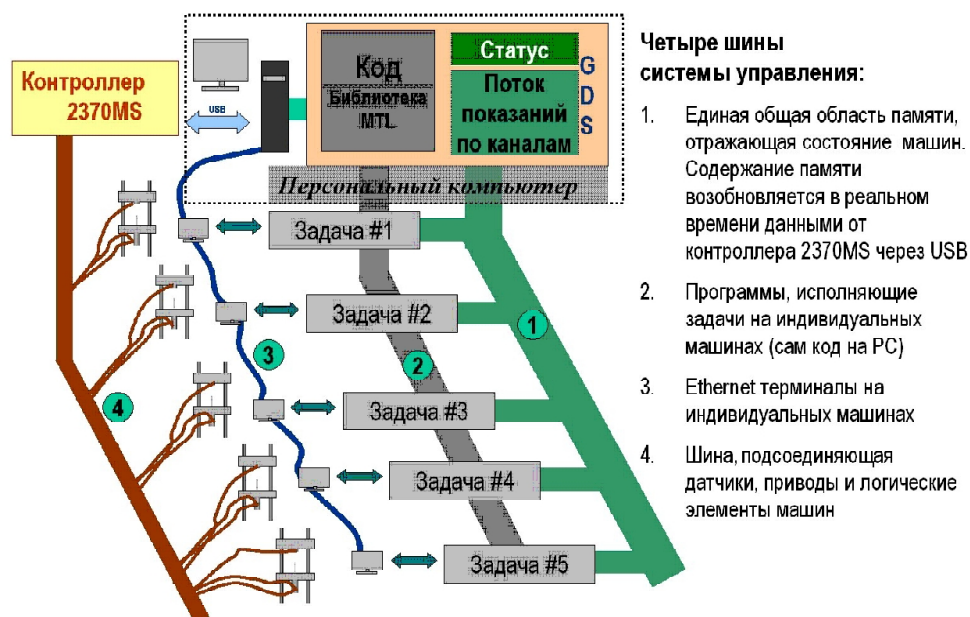 Контроллер
2370MS
USB
Код
Библиотека
MTL
Статус
Поток
показаний
по каналам
G
D
S
Персональный компьютер
Задача #1
Задача #2
Задача #3
Задача #4
Задача #5
1
2
3
4
Четыре шины
системы управления:
1. Единая общая область памяти,
отражающая состояние машин.
Содержание памяти
возобновляется в реальном
времени данными от
контроллера 2370MS через USB
2. Программы, исполняющие
задачи на индивидуальных
машинах (сам код на PC)
3. Ethernet терминалы на
индивидуальных машинах
4. Шина, подсоединяющая
датчики, приводы и логические
элементы машин